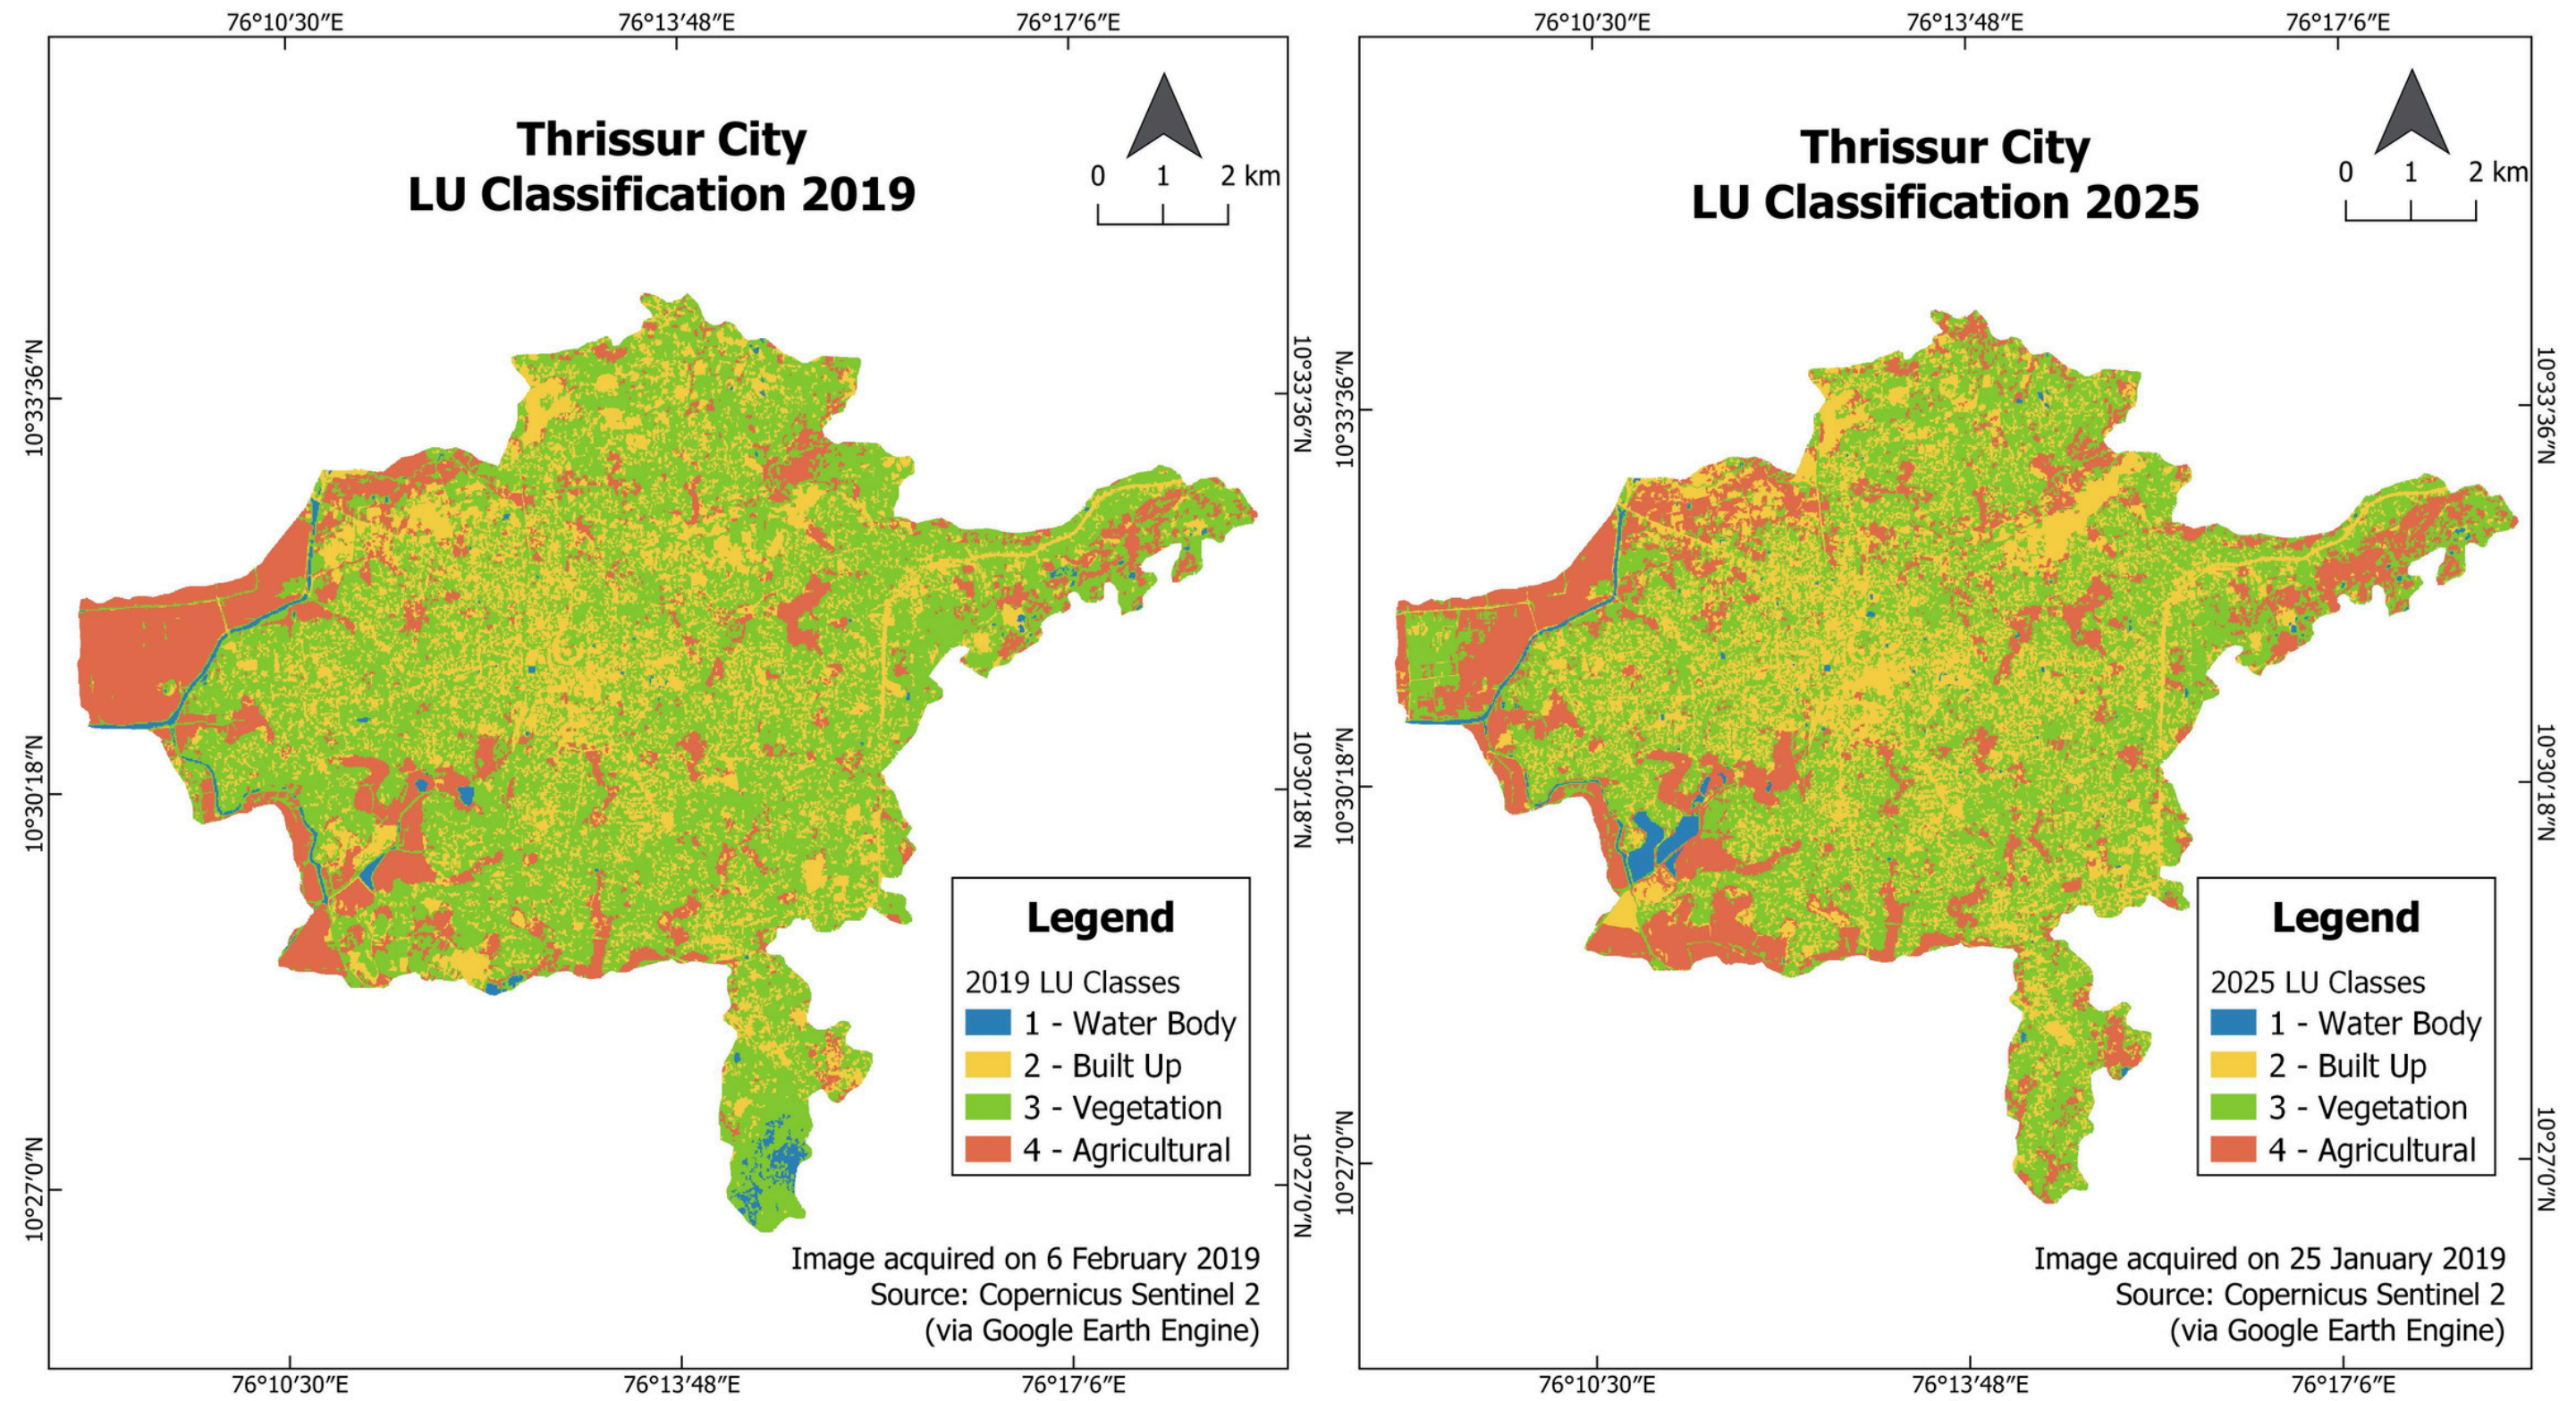 76°10′30″E 76°13′48″E 76°17′6″E
Thrissur City
LU Classification 2019
0 1 2 km
10°33′36″N
10°33′36″N
10°30′18″N
10°30′18″N
10°27′0″N
10°27′0″N
Legend
2019 LU Classes
1 - Water Body
2 - Built Up
3 - Vegetation
4 - Agricultural
Image acquired on 6 February 2019
Source: Copernicus Sentinel 2
(via Google Earth Engine)
76°10′30″E 76°13′48″E 76°17′6″E
76°10′30″E 76°13′48″E 76°17′6″E
Thrissur City
LU Classification 2025
0 1 2 km
10°33′36″N
10°33′36″N
10°30′18″N
10°30′18″N
10°27′0″N
10°27′0″N
Legend
2025 LU Classes
1 - Water Body
2 - Built Up
3 - Vegetation
4 - Agricultural
Image acquired on 25 January 2019
Source: Copernicus Sentinel 2
(via Google Earth Engine)
76°10′30″E 76°13′48″E 76°17′6″E